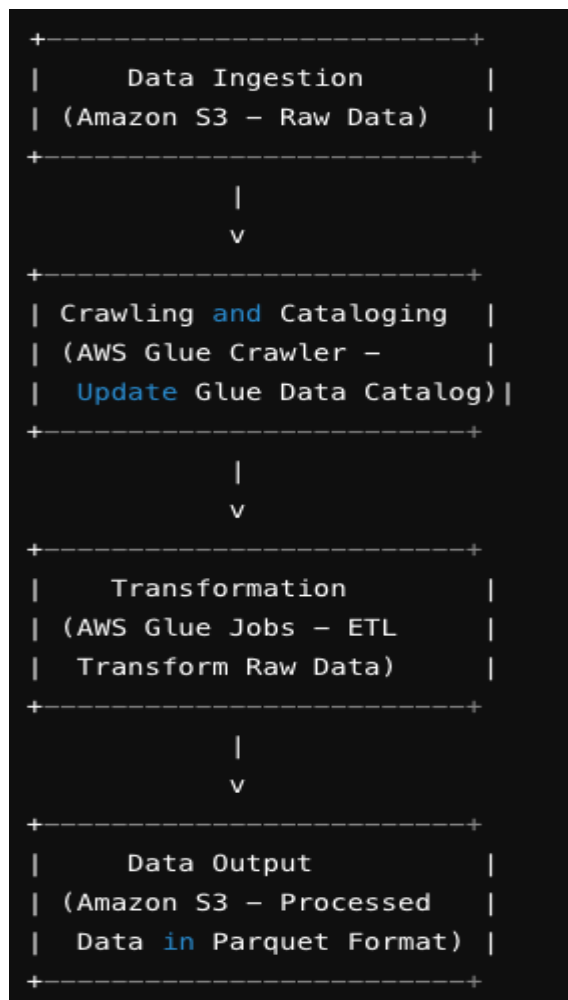 +--------------------------+
|     Data Ingestion       |
| (Amazon S3 – Raw Data)   |
+--------------------------+
|
v
+--------------------------+
| Crawling and Cataloging  |
| (AWS Glue Crawler –      |
|  Update Glue Data Catalog)|
+--------------------------+
|
v
+--------------------------+
|    Transformation        |
| (AWS Glue Jobs – ETL     |
|  Transform Raw Data)     |
+--------------------------+
|
v
+--------------------------+
|     Data Output          |
| (Amazon S3 – Processed   |
|  Data in Parquet Format) |
+--------------------------+